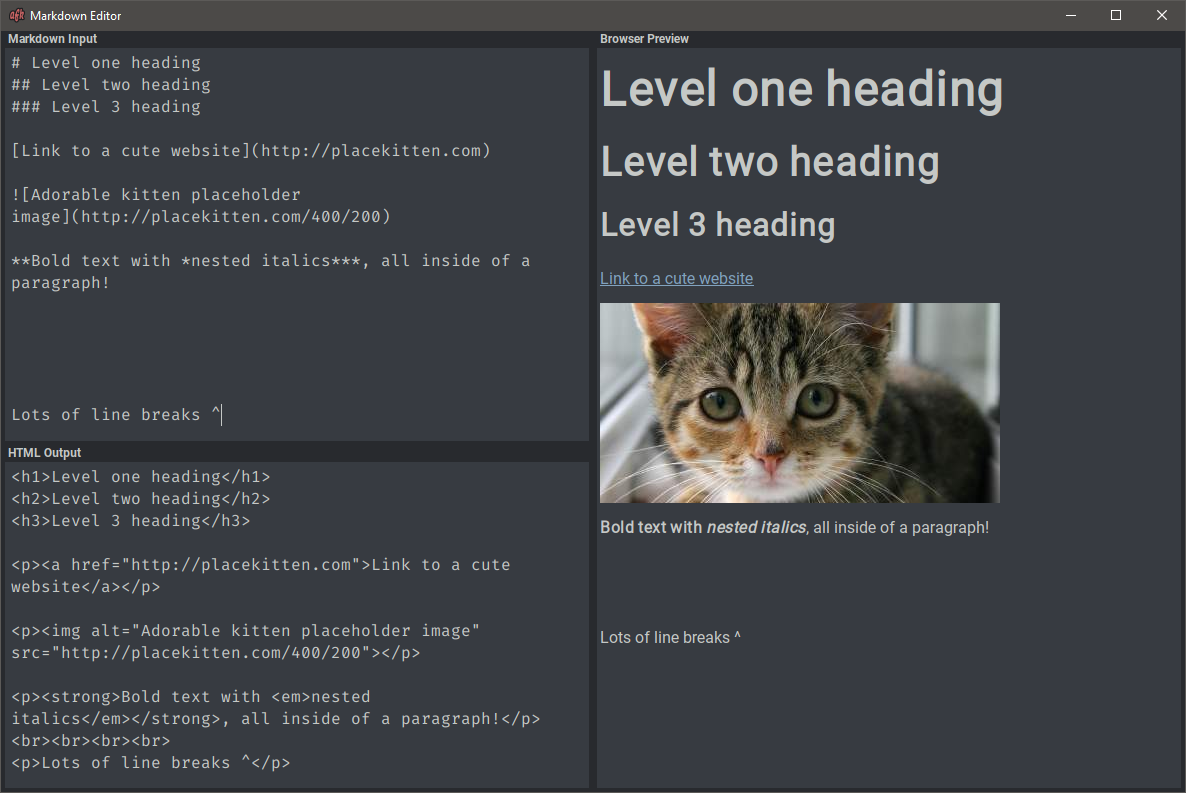 afk Markdown Editor
Markdown Input
# Level one heading
## Level two heading
### Level 3 heading
[Link to a cute website](http://placekitten.com)
![Adorable kitten placeholder
image](http://placekitten.com/400/200)
**Bold text with *nested italics***, all inside of a
paragraph!
Lots of line breaks ^
HTML Output
<h1>Level one heading</h1>
<h2>Level two heading</h2>
<h3>Level 3 heading</h3>
<p><a href="http://placekitten.com">Link to a cute
website</a></p>
<p><img alt="Adorable kitten placeholder image"
src="http://placekitten.com/400/200"></p>
<p><strong>Bold text with <em>nested
italics</em></strong>, all inside of a paragraph!</p>
<br><br><br><br>
<p>Lots of line breaks ^</p>
Browser Preview
Level one heading
Level two heading
Level 3 heading
Link to a cute website
Bold text with nested italics, all inside of a paragraph!
Lots of line breaks ^